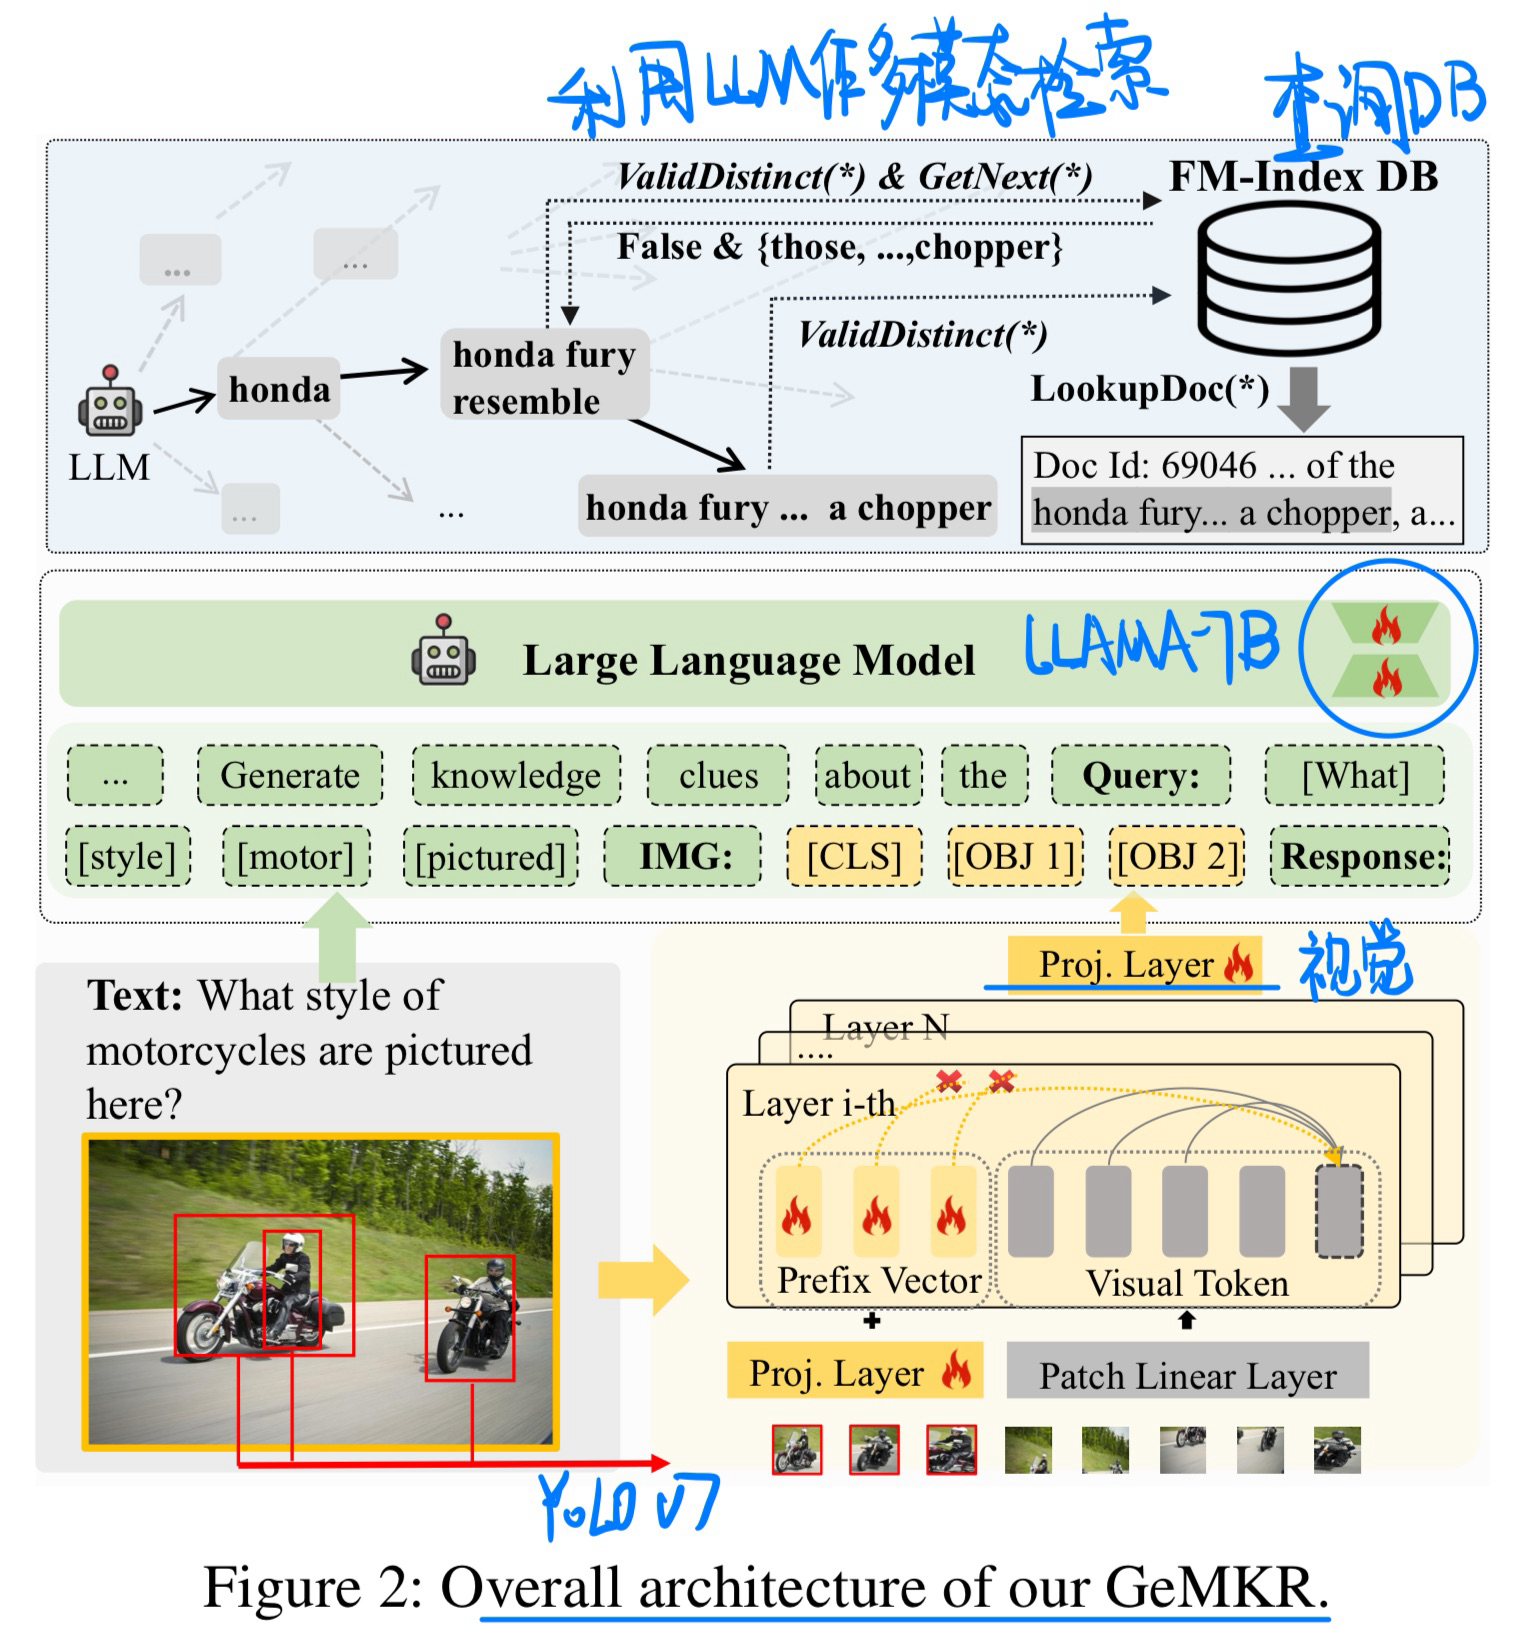 利用LLM作多模态检索
查询DB
ValidDistinct(*) & GetNext(*)
FM-Index DB
False & {those, ...,chopper}
...
...
ValidDistinct(*)
honda fury
resemble
honda
LookupDoc(*)
LLM
Doc Id: 69046 ... of the
honda fury... a chopper, a...
honda fury ... a chopper
...
...
Large Language Model
LLAMA-7B
... Generate knowledge clues about the Query: [What]
[style] [motor] [pictured] IMG: [CLS] [OBJ 1] [OBJ 2] Response:
Proj. Layer
视觉
Text: What style of
motorcycles are pictured
here?
Layer N
....
Layer i-th
Prefix Vector
Visual Token
Proj. Layer
Patch Linear Layer
YOLO v7
Figure 2: Overall architecture of our GeMKR.